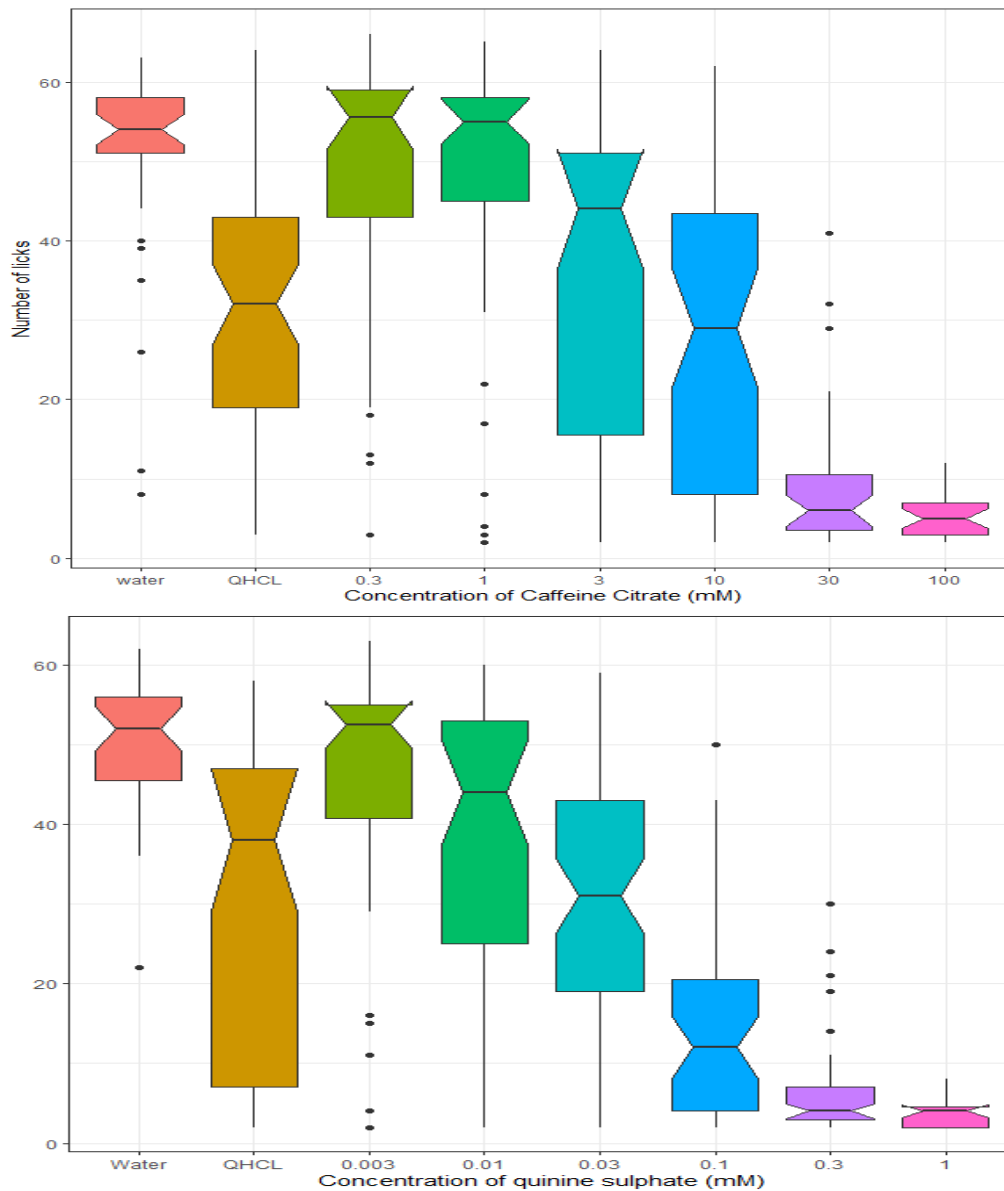 60
40
Number of licks
20
0
water QHCL 0.3 1 3 10 30 100
Concentration of Caffeine Citrate (mM)
60
40
20
0
Water QHCL 0.003 0.01 0.03 0.1 0.3 1
Concentration of quinine sulphate (mM)